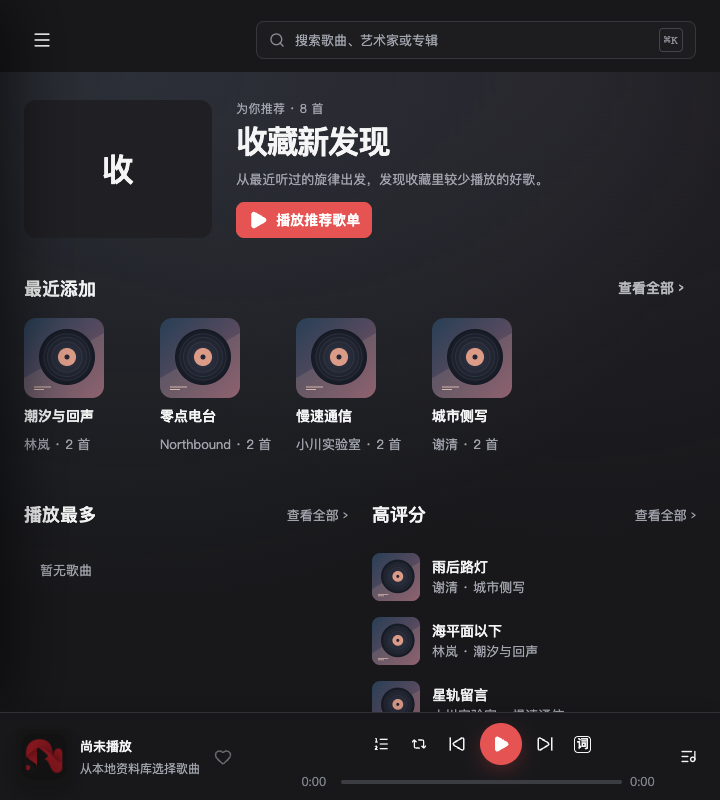 搜索歌曲、艺术家或专辑
⌘K
收
为你推荐 · 8 首
收藏新发现
从最近听过的旋律出发，发现收藏里较少播放的好歌。
播放推荐歌单
最近添加
查看全部 ›
潮汐与回声
林岚 · 2 首
零点电台
Northbound · 2 首
慢速通信
小川实验室 · 2 首
城市侧写
谢清 · 2 首
播放最多
查看全部 ›
暂无歌曲
高评分
查看全部 ›
雨后路灯
谢清 · 城市侧写
海平面以下
林岚 · 潮汐与回声
星轨留言
尚未播放
从本地资料库选择歌曲
词
0:00
0:00